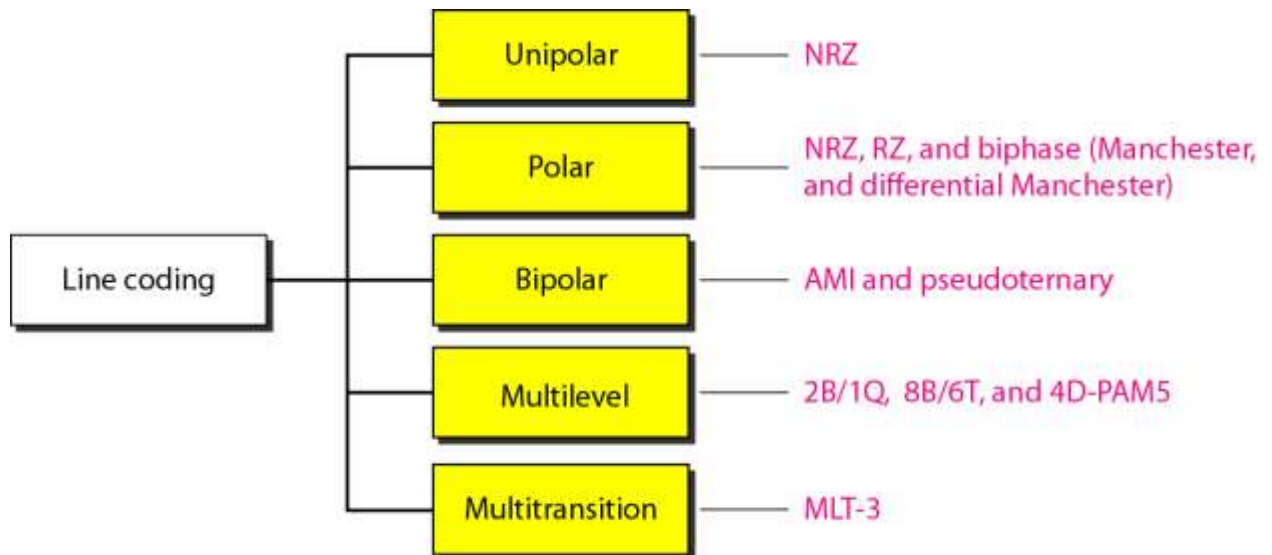 Unipolar
NRZ
Polar
NRZ, RZ, and biphase (Manchester,
and differential Manchester)
Line coding
Bipolar
AMI and pseudoternary
Multilevel
2B/1Q, 8B/6T, and 4D-PAM5
Multitransition
MLT-3